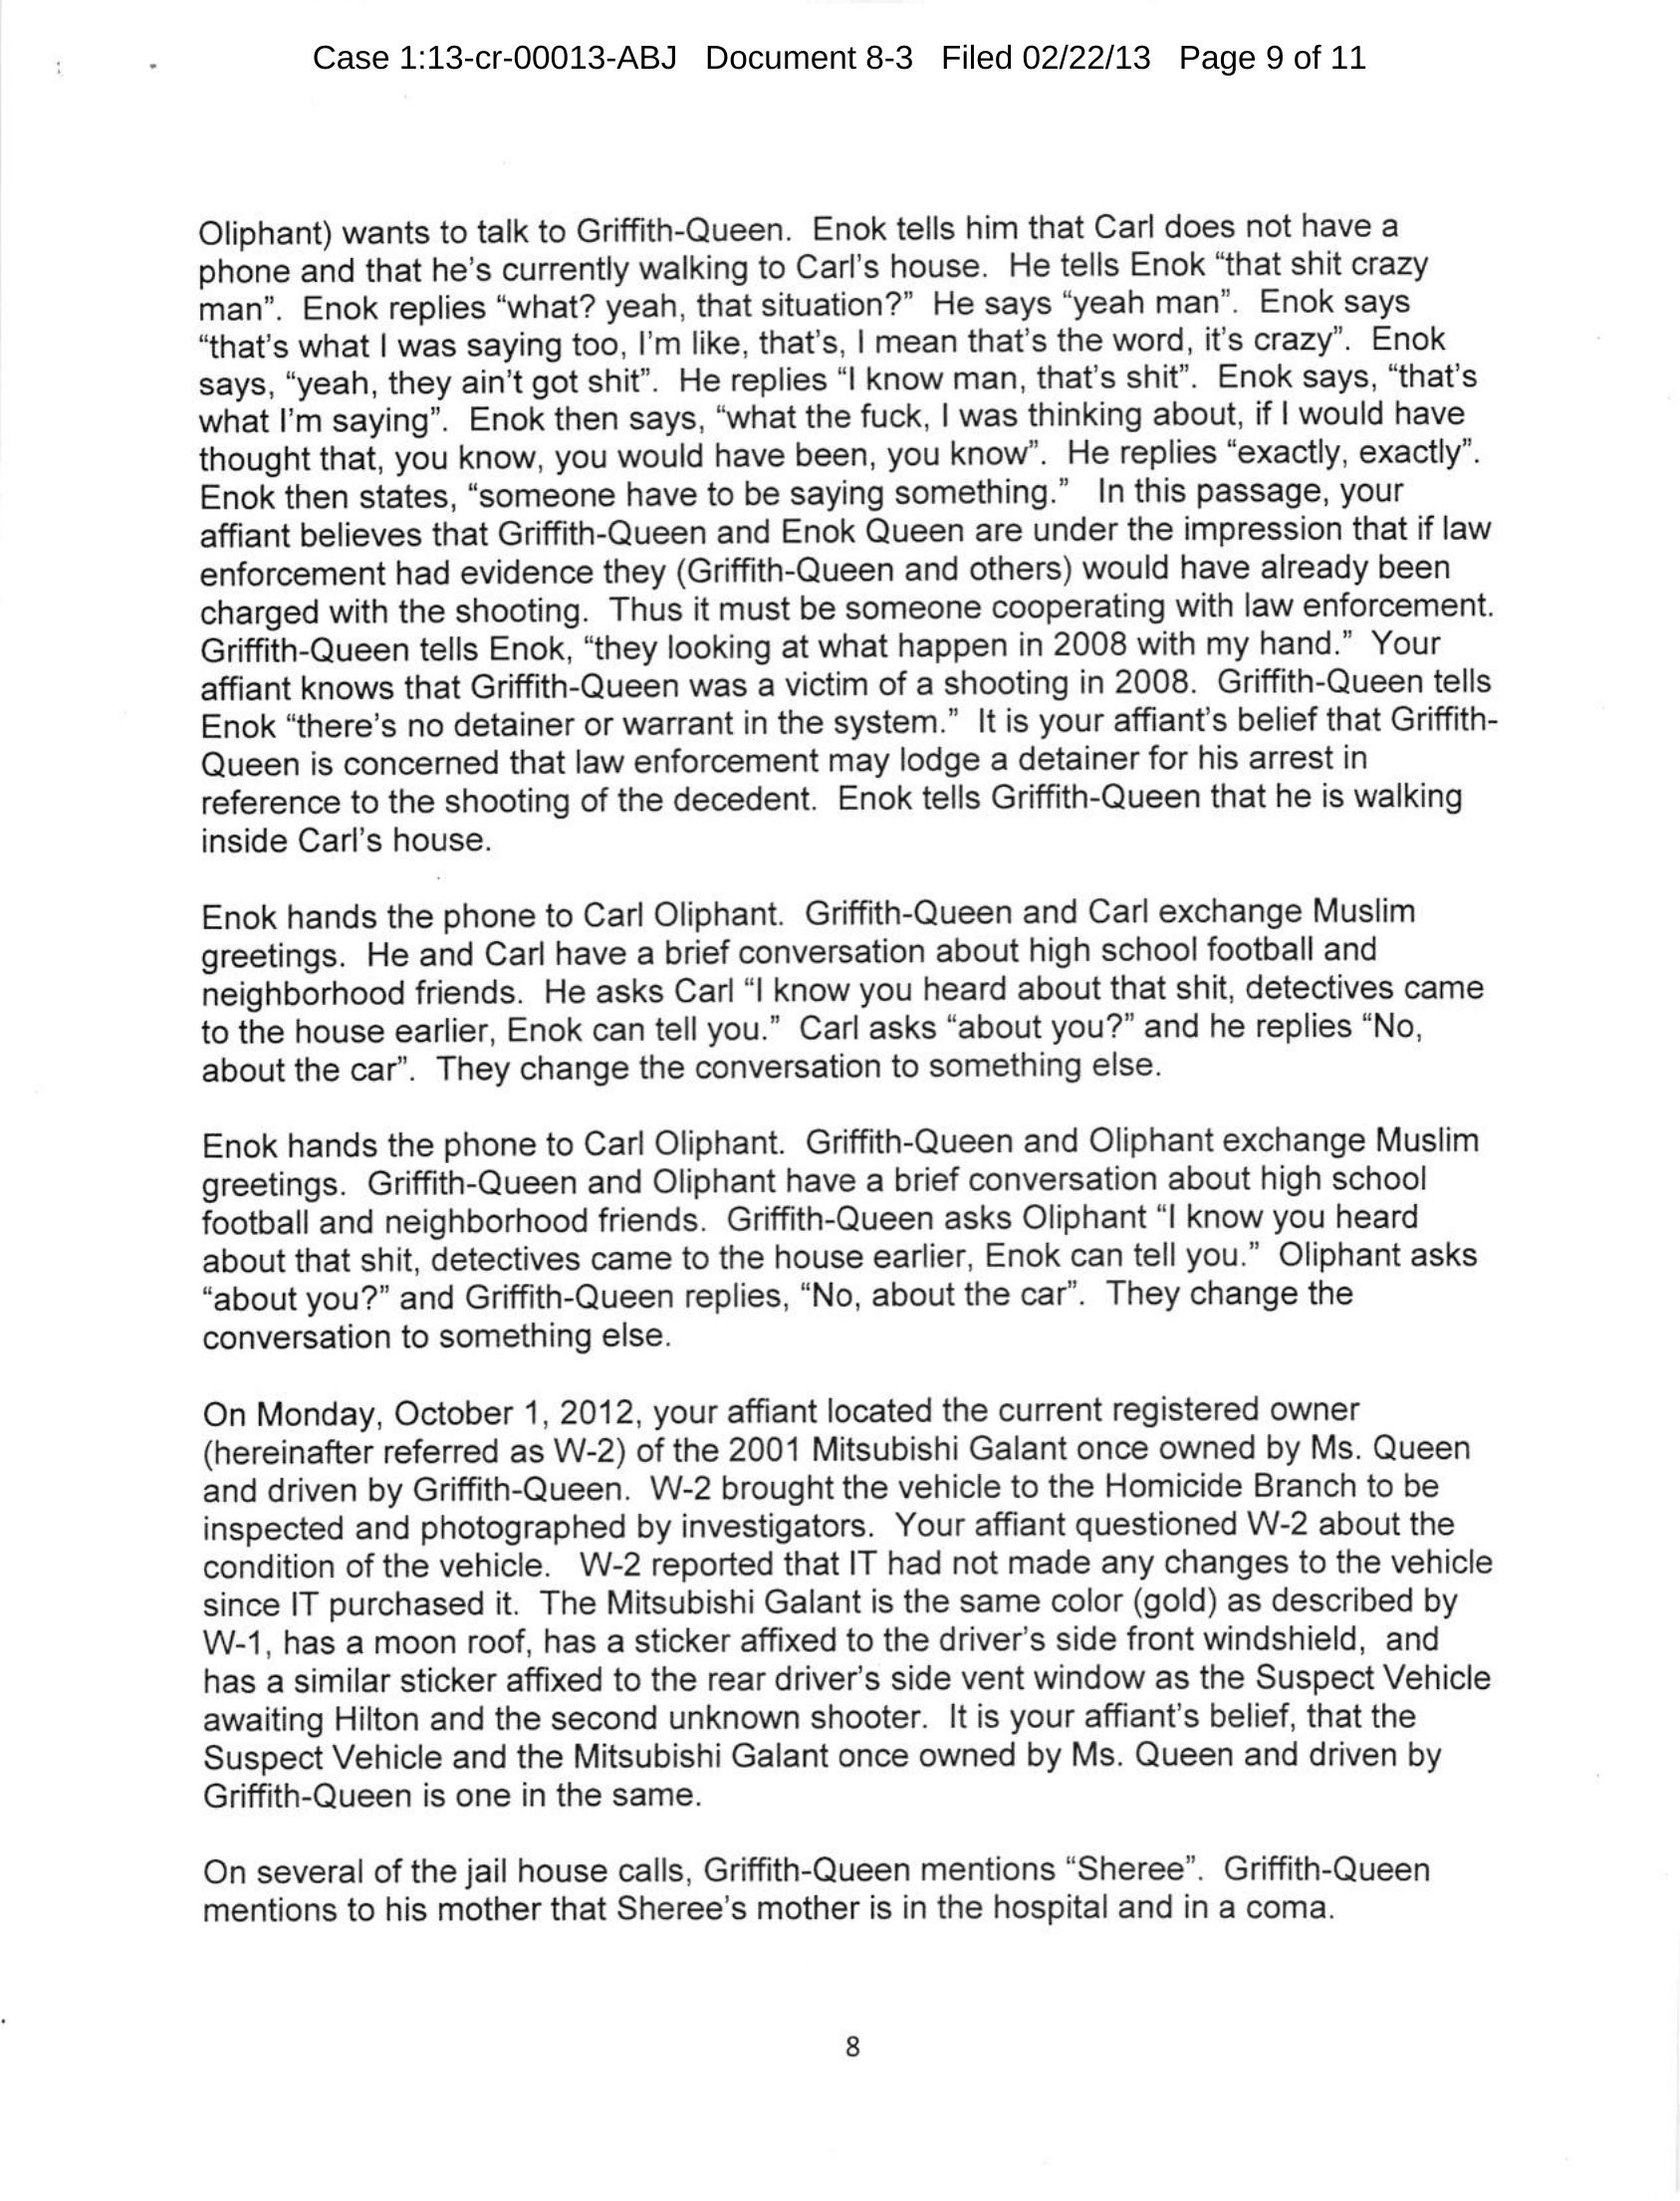 Case 1:13-cr-00013-ABJ Document 8-3 Filed 02/22/13 Page 9 of 11
Oliphant) wants to talk to Griffith-Queen. Enok tells him that Carl does not have a
phone and that he's currently walking to Carl's house. He tells Enok “that shit crazy
man”. Enok replies “what? yeah, that situation?” He says “yeah man”. Enok says
“that's what I was saying too, I'm like, that's, I mean that's the word, it's crazy”. Enok
says, “yeah, they ain't got shit”. He replies “I know man, that's shit”. Enok says, “that's
what I'm saying”. Enok then says, “what the fuck, I was thinking about, if I would have
thought that, you know, you would have been, you know”. He replies “exactly, exactly”.
Enok then states, “someone have to be saying something.” In this passage, your
affiant believes that Griffith-Queen and Enok Queen are under the impression that if law
enforcement had evidence they (Griffith-Queen and others) would have already been
charged with the shooting. Thus it must be someone cooperating with law enforcement.
Griffith-Queen tells Enok, “they looking at what happen in 2008 with my hand.” Your
affiant knows that Griffith-Queen was a victim of a shooting in 2008. Griffith-Queen tells
Enok “there's no detainer or warrant in the system.” It is your affiant's belief that Griffith-
Queen is concerned that law enforcement may lodge a detainer for his arrest in
reference to the shooting of the decedent. Enok tells Griffith-Queen that he is walking
inside Carl's house.
Enok hands the phone to Carl Oliphant. Griffith-Queen and Carl exchange Muslim
greetings. He and Carl have a brief conversation about high school football and
neighborhood friends. He asks Carl “I know you heard about that shit, detectives came
to the house earlier, Enok can tell you.” Carl asks “about you?” and he replies “No,
about the car”. They change the conversation to something else.
Enok hands the phone to Carl Oliphant. Griffith-Queen and Oliphant exchange Muslim
greetings. Griffith-Queen and Oliphant have a brief conversation about high school
football and neighborhood friends. Griffith-Queen asks Oliphant “I know you heard
about that shit, detectives came to the house earlier, Enok can tell you.” Oliphant asks
“about you?” and Griffith-Queen replies, “No, about the car”. They change the
conversation to something else.
On Monday, October 1, 2012, your affiant located the current registered owner
(hereinafter referred as W-2) of the 2001 Mitsubishi Galant once owned by Ms. Queen
and driven by Griffith-Queen. W-2 brought the vehicle to the Homicide Branch to be
inspected and photographed by investigators. Your affiant questioned W-2 about the
condition of the vehicle. W-2 reported that IT had not made any changes to the vehicle
since IT purchased it. The Mitsubishi Galant is the same color (gold) as described by
W-1, has a moon roof, has a sticker affixed to the driver's side front windshield, and
has a similar sticker affixed to the rear driver's side vent window as the Suspect Vehicle
awaiting Hilton and the second unknown shooter. It is your affiant's belief, that the
Suspect Vehicle and the Mitsubishi Galant once owned by Ms. Queen and driven by
Griffith-Queen is one in the same.
On several of the jail house calls, Griffith-Queen mentions “Sheree”. Griffith-Queen
mentions to his mother that Sheree's mother is in the hospital and in a coma.
8